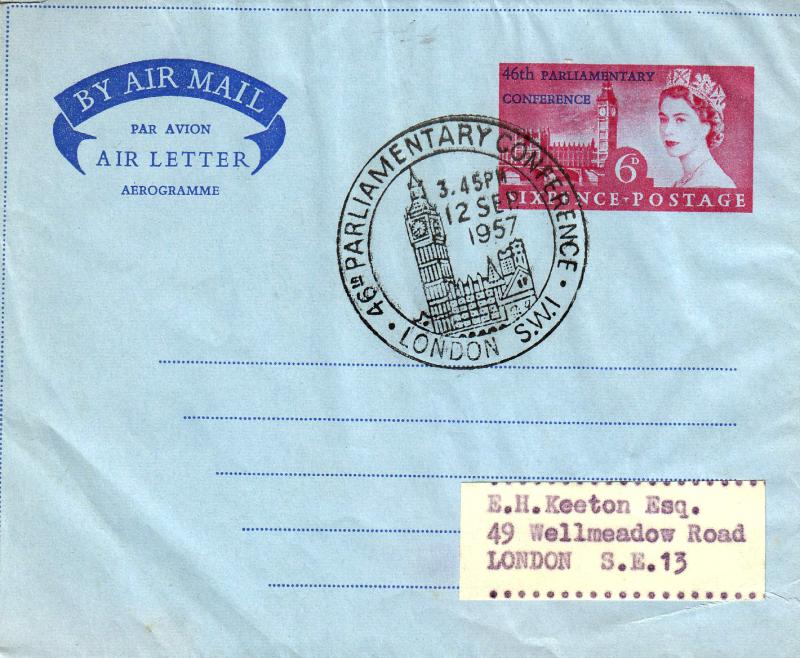 BY AIR MAIL
PAR AVION
AIR LETTER
AÉROGRAMME
46th PARLIAMENTARY
CONFERENCE
6D
SIXPENCE·POSTAGE
46TH PARLIAMENTARY CONFERENCE · S.W.1.
· LONDON
3.45PM
12 SEP
1957
E.H.Keeton Esq.
49 Wellmeadow Road
LONDON S.E.13